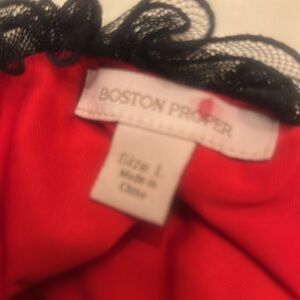 BOSTON PROPER
Size L
Made in
China